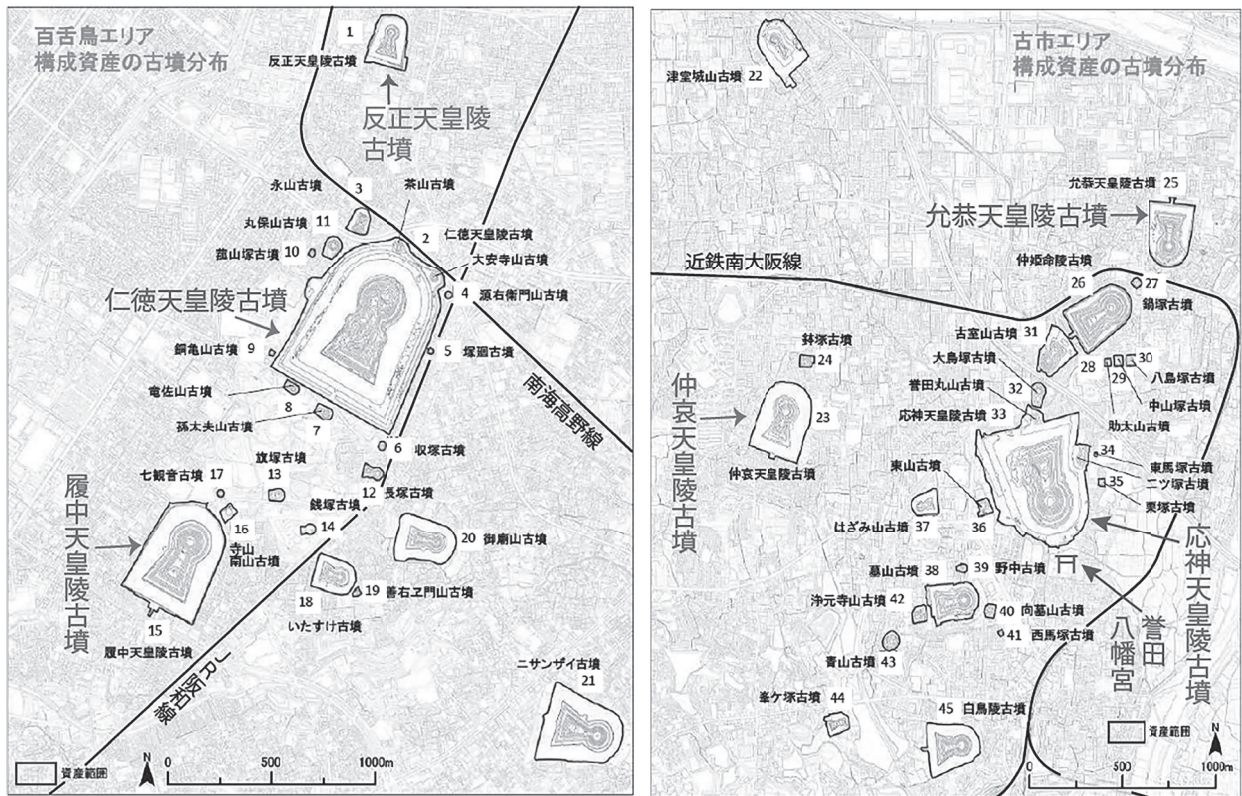 百舌鳥エリア
構成資産の古墳分布
1
反正天皇陵古墳
反正天皇陵
古墳
永山古墳
3
茶山古墳
丸保山古墳
11
2
仁徳天皇陵古墳
菰山塚古墳 10
大安寺山古墳
4 源右衛門山古墳
仁徳天皇陵古墳
銅亀山古墳 9
5 塚廻古墳
竜佐山古墳
8
孫太夫山古墳
7
南海高野線
6 収塚古墳
旗塚古墳
13
七観音古墳 17
12 長塚古墳
銭塚古墳
14
16
寺山
南山古墳
履中天皇陵古墳
20 御廟山古墳
18
19 善右ヱ門山古墳
いたすけ古墳
15
履中天皇陵古墳
JR阪和線
ニサンザイ古墳
21
資産範囲
N
0 500 1000m
古市エリア
構成資産の古墳分布
津堂城山古墳 22
允恭天皇陵古墳 25
允恭天皇陵古墳
近鉄南大阪線
仲姫命陵古墳
26
27
鍋塚古墳
古室山古墳 31
鉢塚古墳
24
大鳥塚古墳
28
29
30
八島塚古墳
中山塚古墳
助太山古墳
誉田丸山古墳
32
応神天皇陵古墳 33
仲哀天皇陵古墳
23
仲哀天皇陵古墳
34
東馬塚古墳
二ツ塚古墳
35
栗塚古墳
東山古墳
はざみ山古墳 37
36
応神天皇陵古墳
墓山古墳 38
39 野中古墳
浄元寺山古墳 42
40 向墓山古墳
41 西馬塚古墳
誉田
八幡宮
青山古墳 43
峯ケ塚古墳 44
45 白鳥陵古墳
資産範囲
N
0 500 1000m